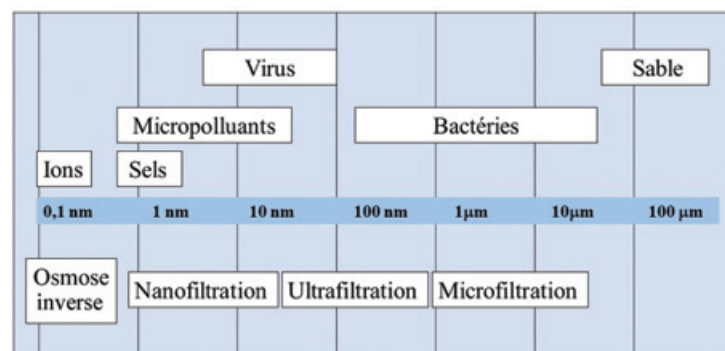 Virus
Sable
Micropolluants
Bactéries
Ions
Sels
0,1 nm
1 nm
10 nm
100 nm
1µm
10µm
100 µm
Osmose
inverse
Nanofiltration
Ultrafiltration
Microfiltration